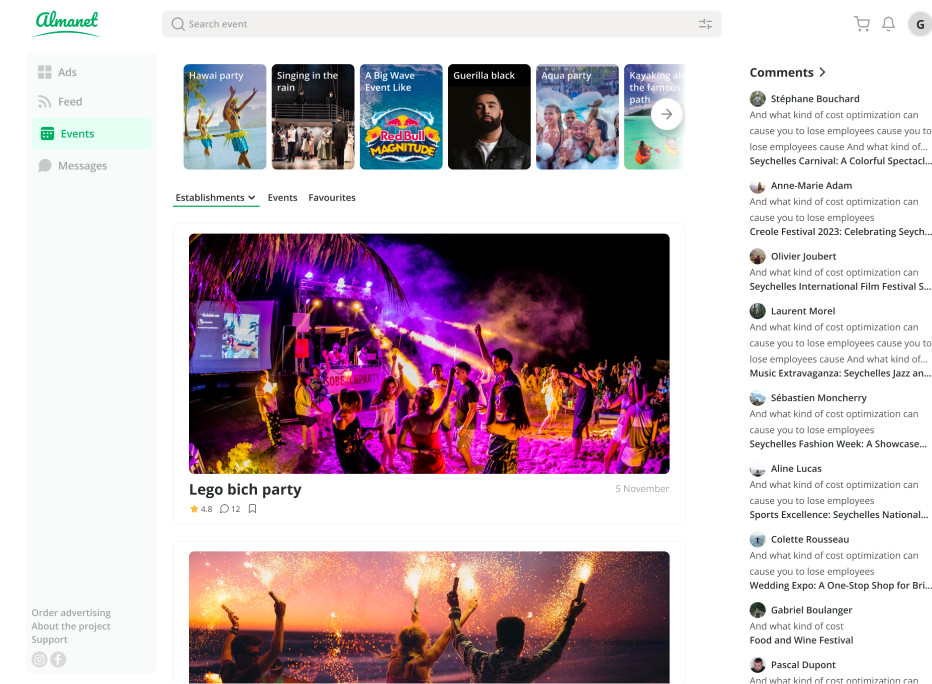 Almanet
Search event
G
Ads
Feed
Events
Messages
Order advertising
About the project
Support
Hawai party
Singing in the
rain
A Big Wave
Event Like
Red Bull
MAGNITUDE
Guerilla black
Aqua party
Kayaking
the famous
path
Establishments
Events
Favourites
Lego bich party
5 November
4.8
12
Comments
Stéphane Bouchard
And what kind of cost optimization can
cause you to lose employees cause you to
lose employees cause And what kind of...
Seychelles Carnival: A Colorful Spectacl...
Anne-Marie Adam
And what kind of cost optimization can
cause you to lose employees
Creole Festival 2023: Celebrating Seych...
Olivier Joubert
And what kind of cost optimization can
Seychelles International Film Festival S...
Laurent Morel
And what kind of cost optimization can
cause you to lose employees cause you to
lose employees cause And what kind of...
Music Extravaganza: Seychelles Jazz an...
Sébastien Moncherry
And what kind of cost optimization can
cause you to lose employees
Seychelles Fashion Week: A Showcase...
Aline Lucas
And what kind of cost optimization can
cause you to lose employees
Sports Excellence: Seychelles National...
Colette Rousseau
And what kind of cost optimization can
cause you to lose employees
Wedding Expo: A One-Stop Shop for Bri...
Gabriel Boulanger
And what kind of cost
Food and Wine Festival
Pascal Dupont
And what kind of cost optimization can